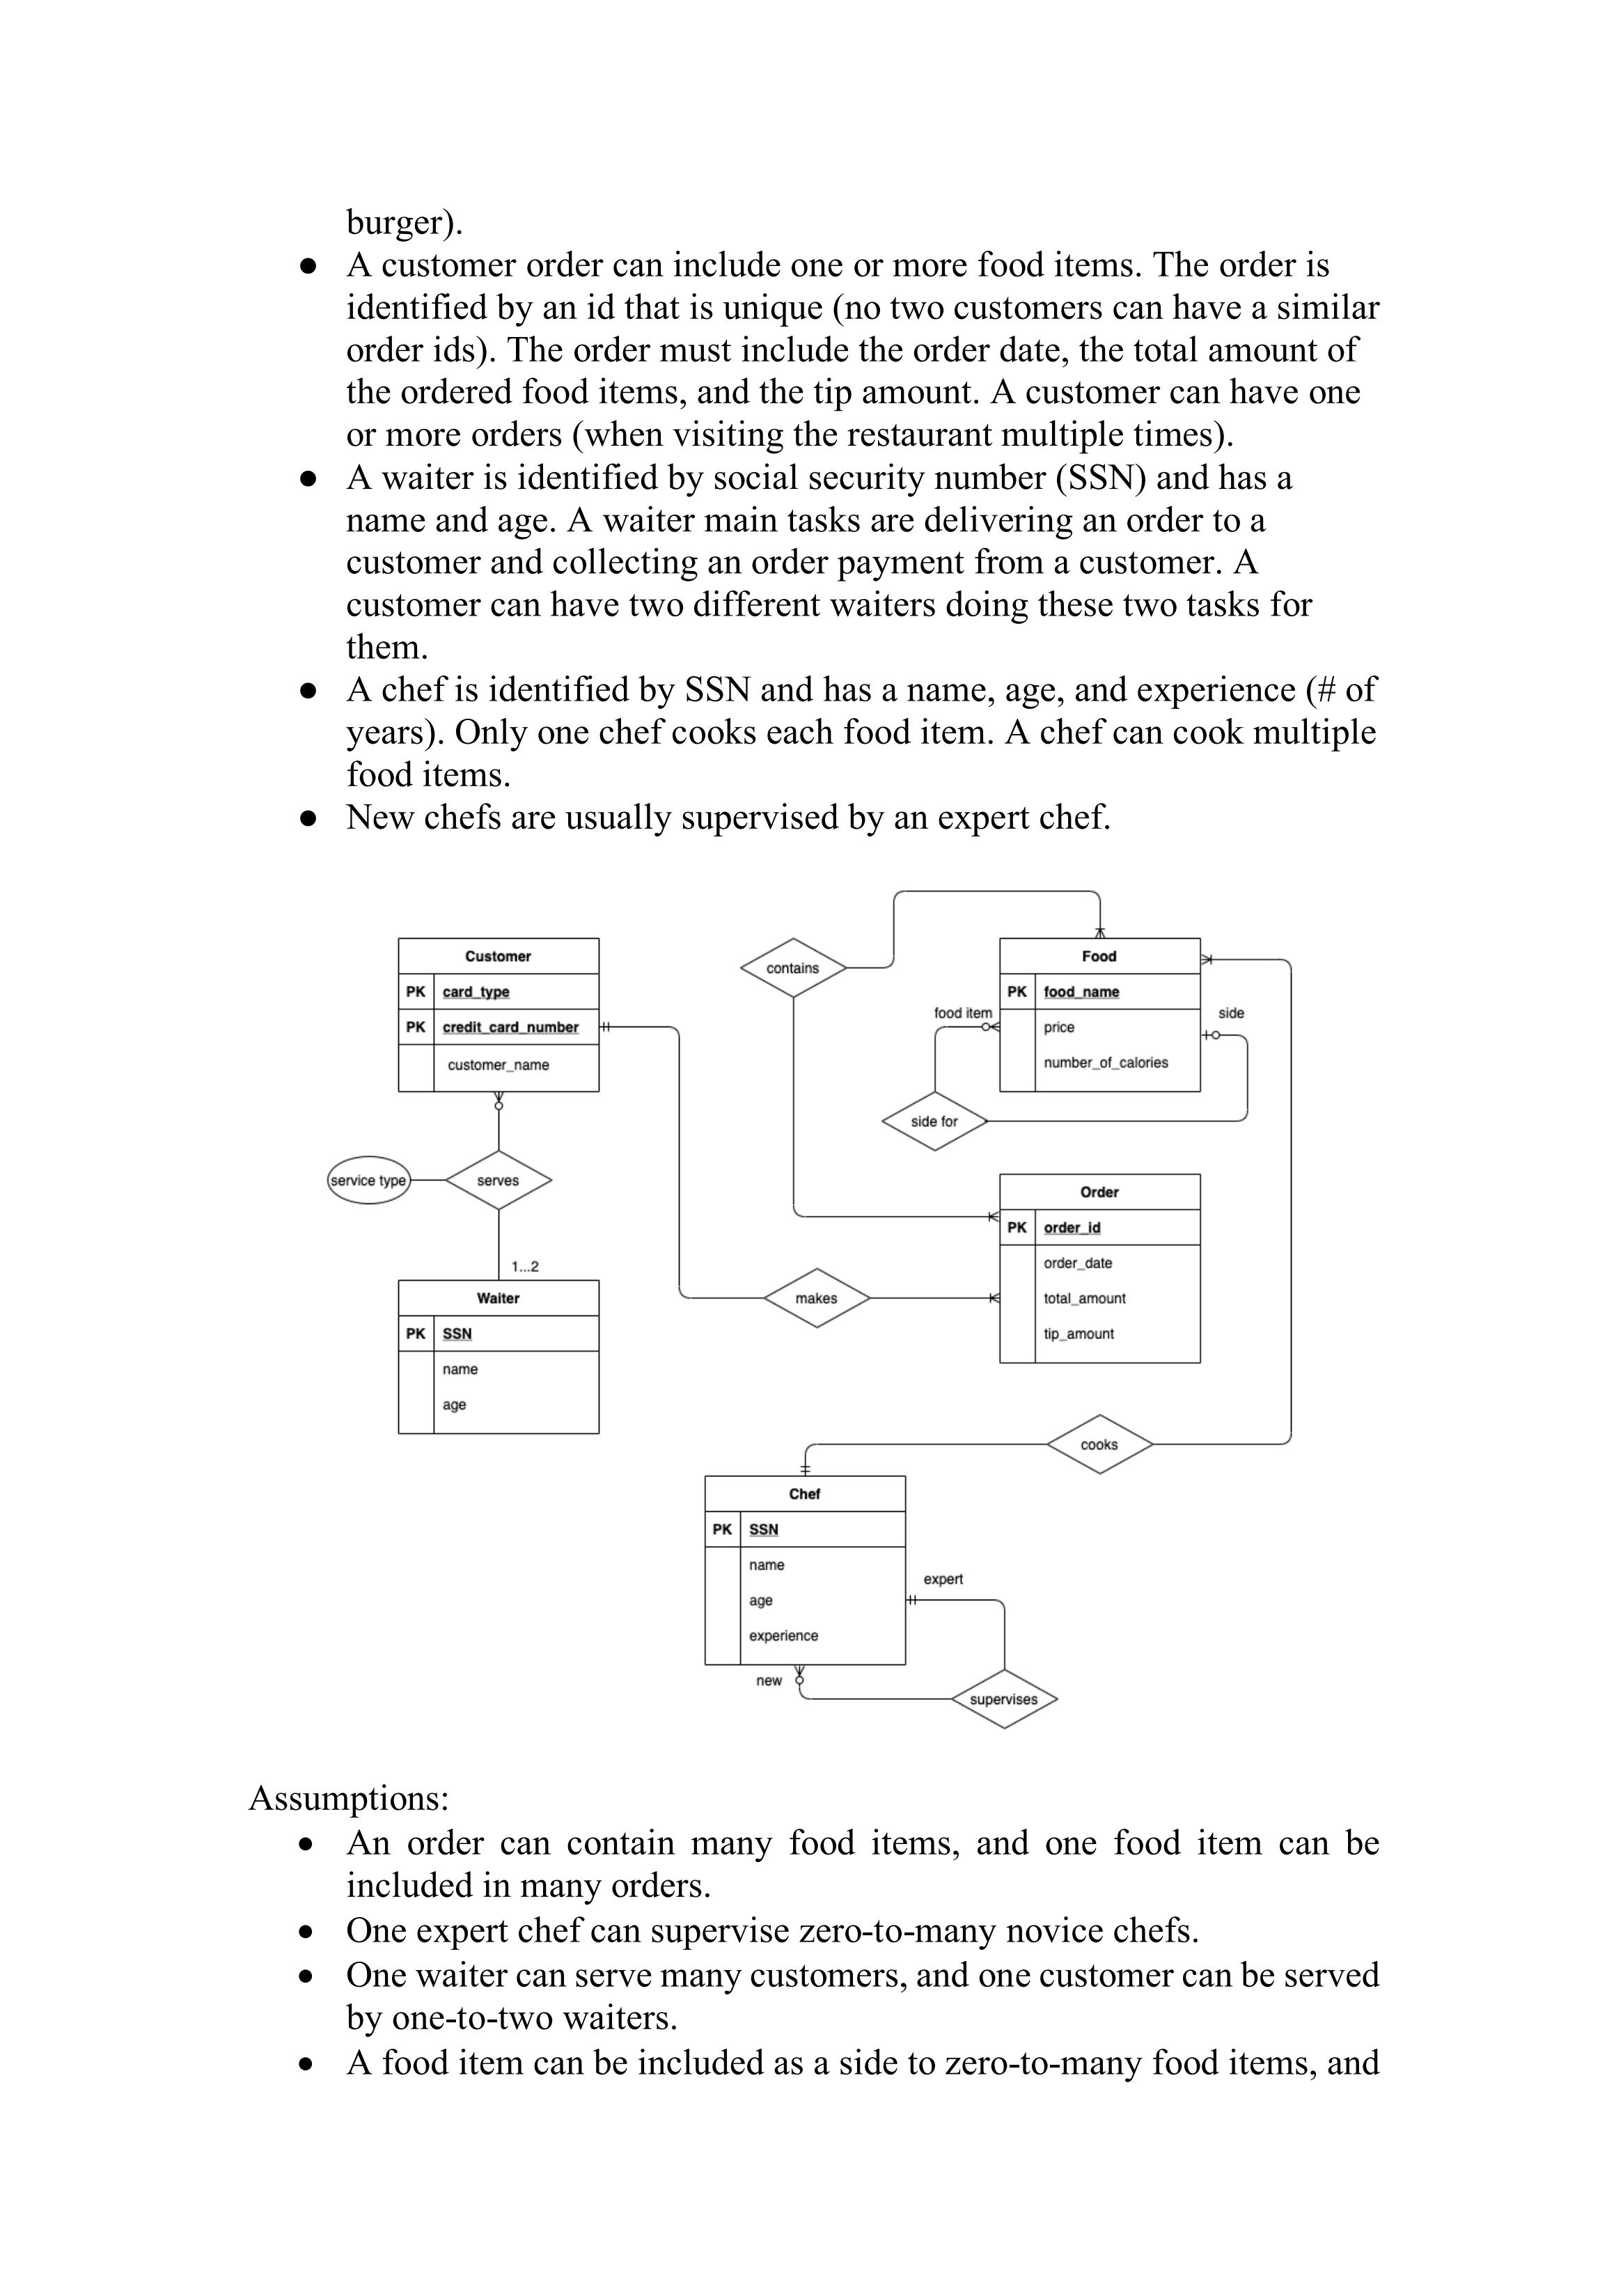 burger).
● A customer order can include one or more food items. The order is
identified by an id that is unique (no two customers can have a similar
order ids). The order must include the order date, the total amount of
the ordered food items, and the tip amount. A customer can have one
or more orders (when visiting the restaurant multiple times).
● A waiter is identified by social security number (SSN) and has a
name and age. A waiter main tasks are delivering an order to a
customer and collecting an order payment from a customer. A
customer can have two different waiters doing these two tasks for
them.
● A chef is identified by SSN and has a name, age, and experience (# of
years). Only one chef cooks each food item. A chef can cook multiple
food items.
● New chefs are usually supervised by an expert chef.
Customer
PK card_type
PK credit_card_number
customer_name
contains
Food
PK food_name
price
number_of_calories
food item
side
side for
service type
serves
1...2
Order
PK order_id
order_date
total_amount
tip_amount
makes
Waiter
PK SSN
name
age
cooks
Chef
PK SSN
name
age
experience
expert
new
supervises
Assumptions:
● An order can contain many food items, and one food item can be
included in many orders.
● One expert chef can supervise zero-to-many novice chefs.
● One waiter can serve many customers, and one customer can be served
by one-to-two waiters.
● A food item can be included as a side to zero-to-many food items, and